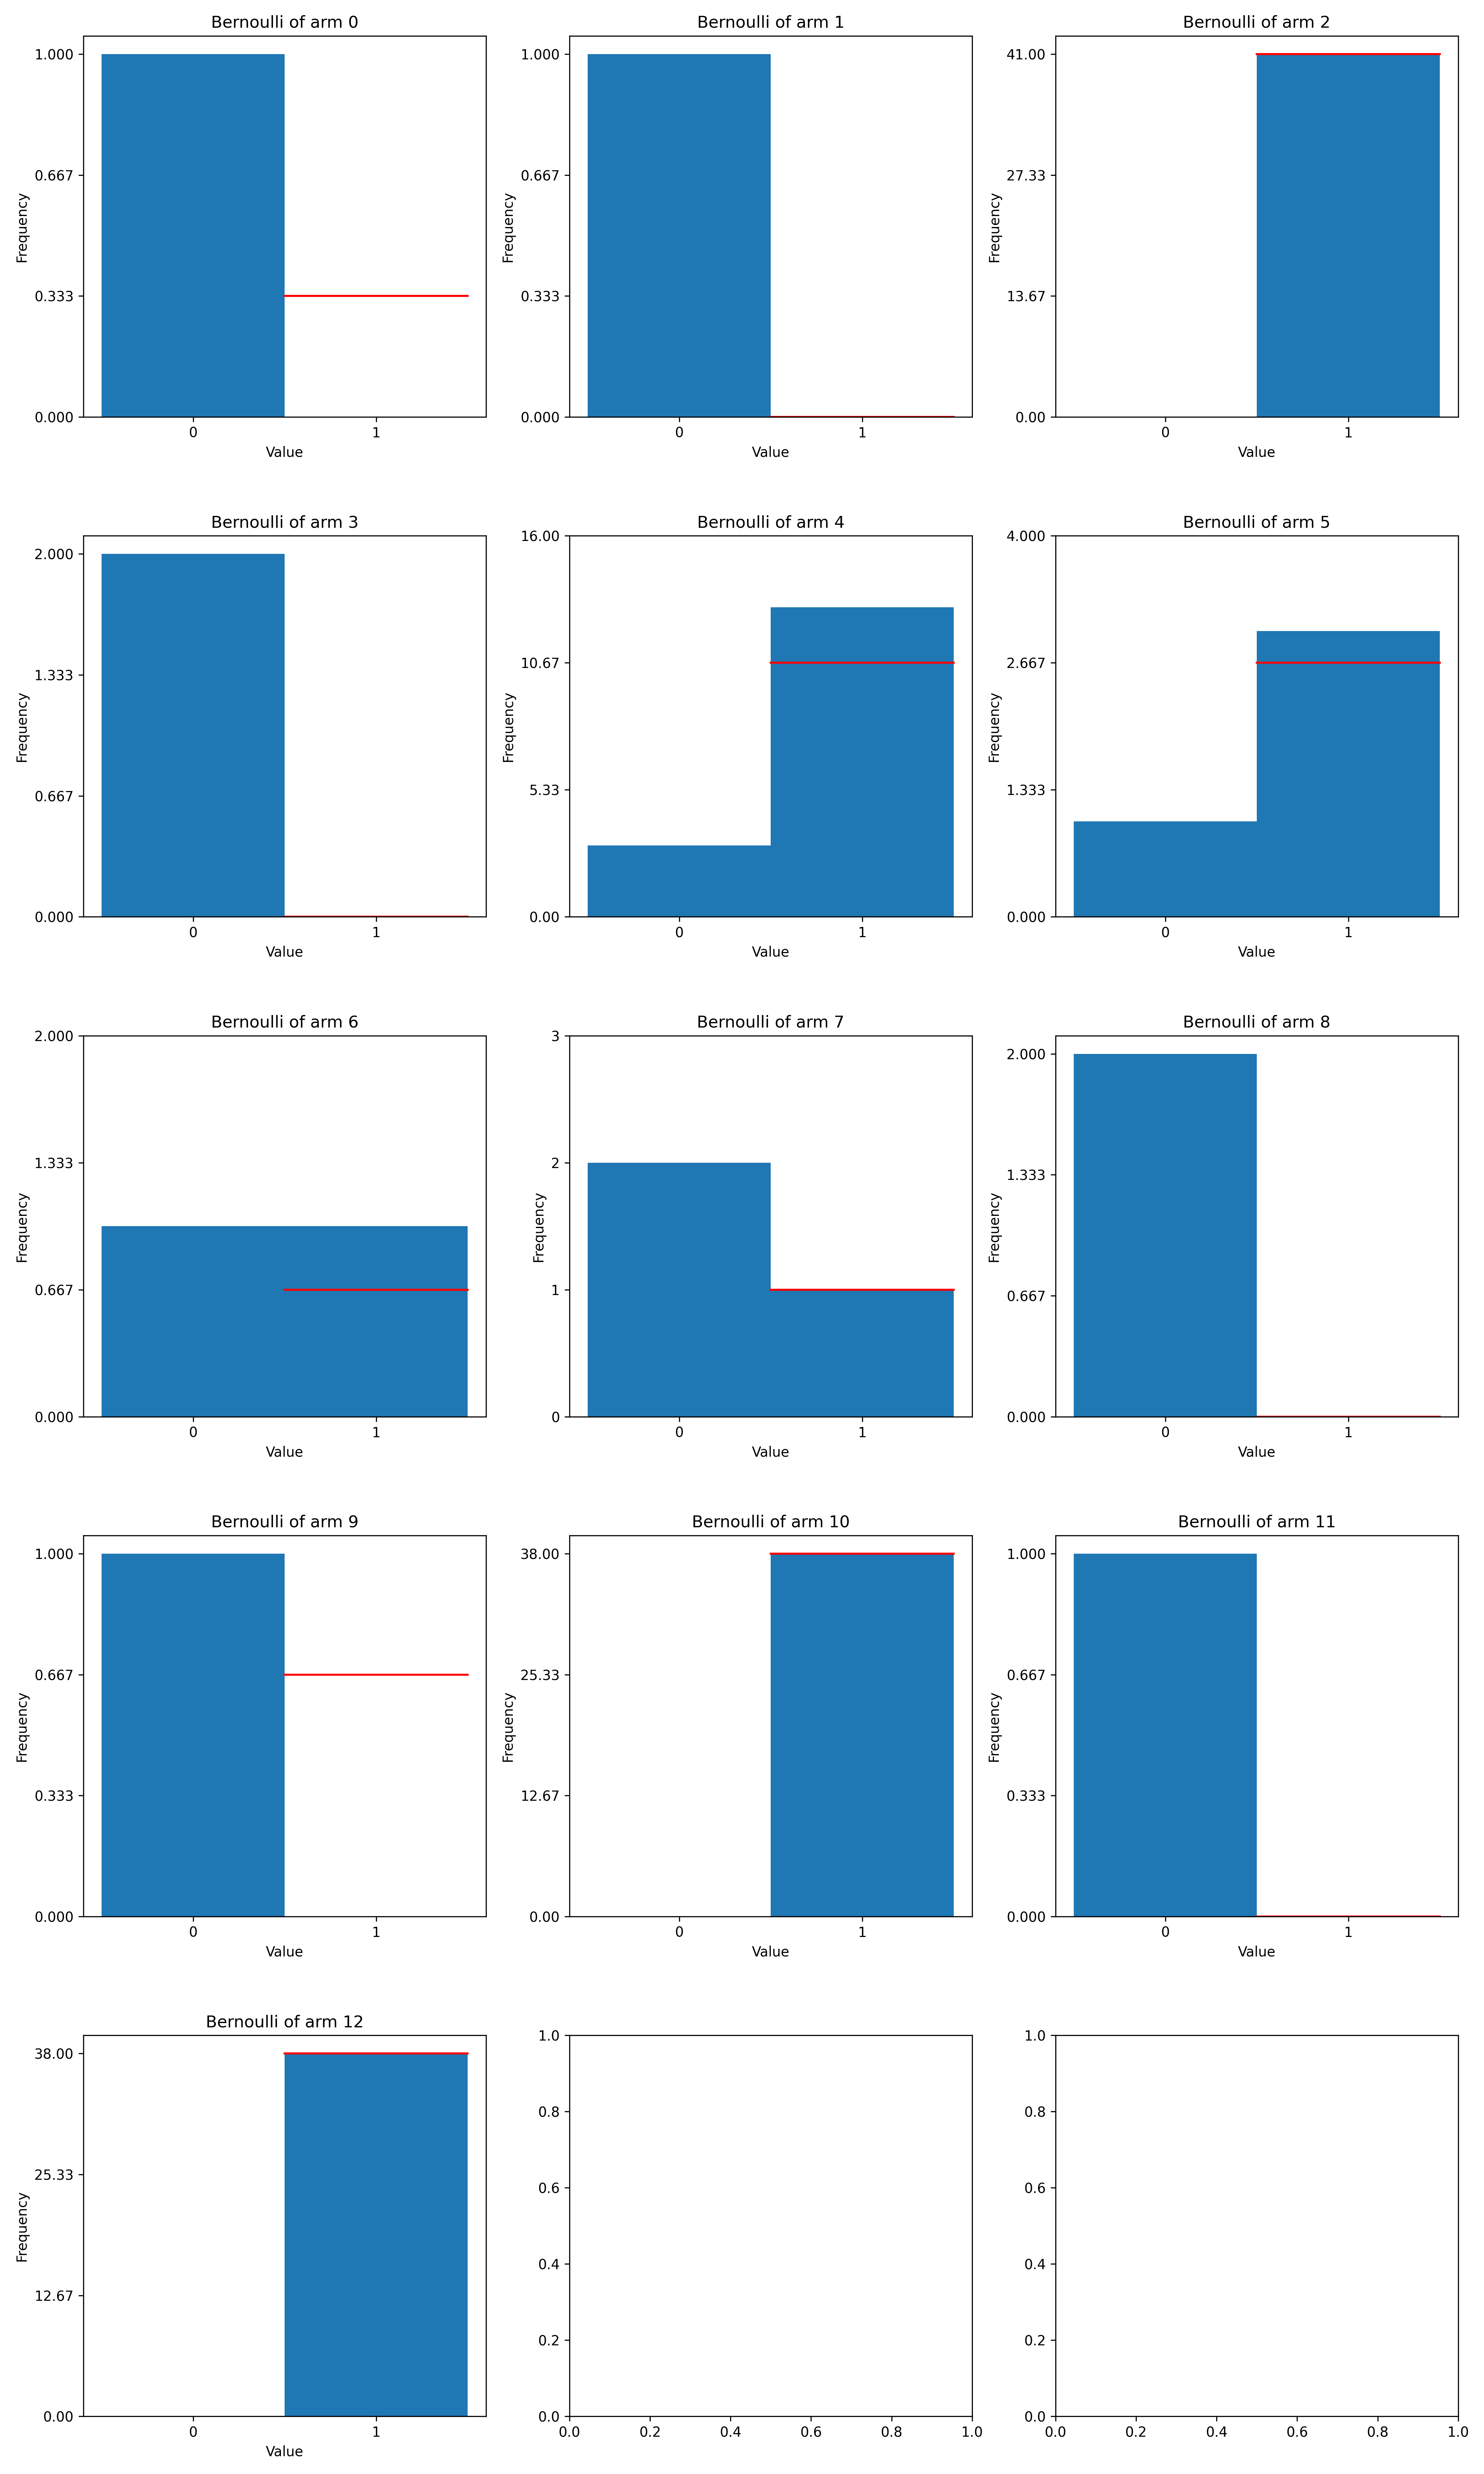 Bernoulli of arm 0
1.000
0.667
0.333
0.000
Frequency
0 1
Value
Bernoulli of arm 1
1.000
0.667
0.333
0.000
Frequency
0 1
Value
Bernoulli of arm 2
41.00
27.33
13.67
0.00
Frequency
0 1
Value
Bernoulli of arm 3
2.000
1.333
0.667
0.000
Frequency
0 1
Value
Bernoulli of arm 4
16.00
10.67
5.33
0.00
Frequency
0 1
Value
Bernoulli of arm 5
4.000
2.667
1.333
0.000
Frequency
0 1
Value
Bernoulli of arm 6
2.000
1.333
0.667
0.000
Frequency
0 1
Value
Bernoulli of arm 7
3
2
1
0
Frequency
0 1
Value
Bernoulli of arm 8
2.000
1.333
0.667
0.000
Frequency
0 1
Value
Bernoulli of arm 9
1.000
0.667
0.333
0.000
Frequency
0 1
Value
Bernoulli of arm 10
38.00
25.33
12.67
0.00
Frequency
0 1
Value
Bernoulli of arm 11
1.000
0.667
0.333
0.000
Frequency
0 1
Value
Bernoulli of arm 12
38.00
25.33
12.67
0.00
Frequency
0 1
Value
1.0
0.8
0.6
0.4
0.2
0.0
0.0 0.2 0.4 0.6 0.8 1.0
1.0
0.8
0.6
0.4
0.2
0.0
0.0 0.2 0.4 0.6 0.8 1.0